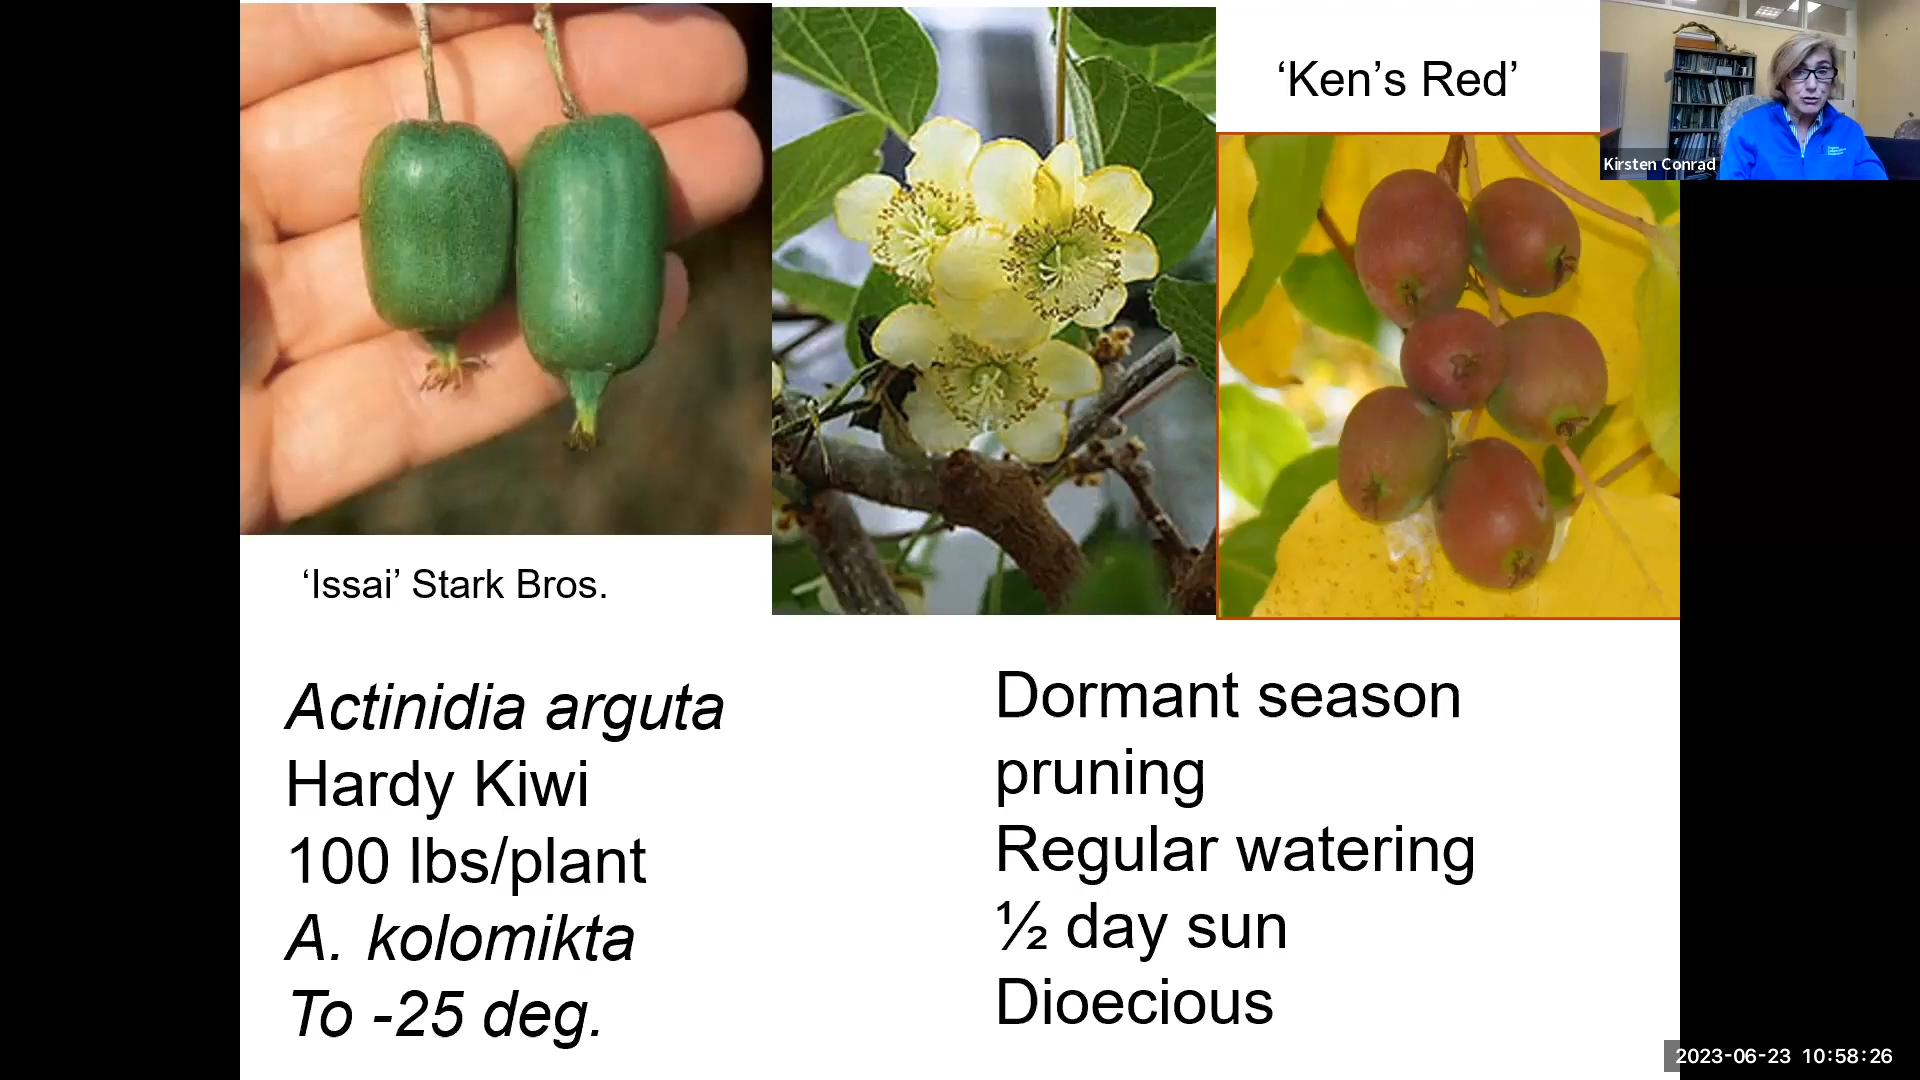 ‘Ken’s Red’
Kirsten Conrad
‘Issai’ Stark Bros.
Actinidia arguta
Hardy Kiwi
100 lbs/plant
A. kolomikta
To -25 deg.
Dormant season
pruning
Regular watering
½ day sun
Dioecious
2023-06-23 10:58:26